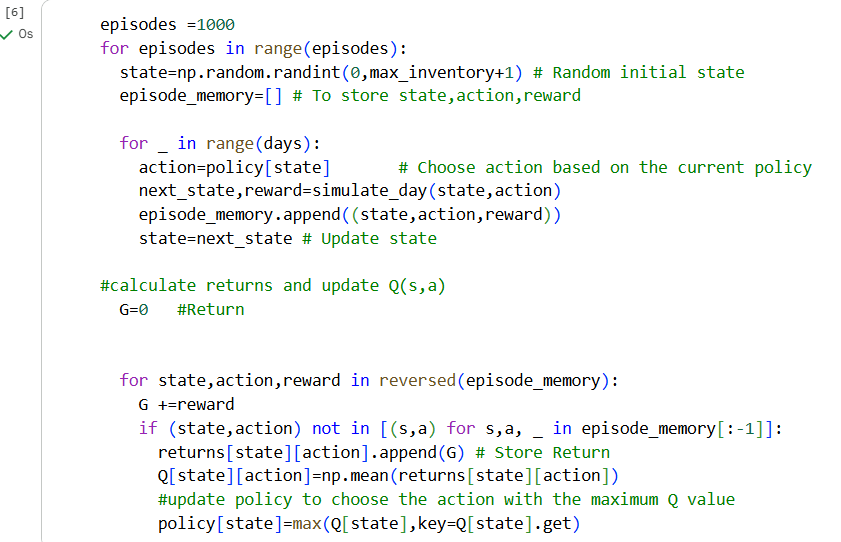 [6]
0s
episodes =1000
for episodes in range(episodes):
  state=np.random.randint(0,max_inventory+1) # Random initial state
  episode_memory=[] # To store state,action,reward

  for _ in range(days):
    action=policy[state]       # Choose action based on the current policy
    next_state,reward=simulate_day(state,action)
    episode_memory.append((state,action,reward))
    state=next_state # Update state

#calculate returns and update Q(s,a)
  G=0   #Return

  for state,action,reward in reversed(episode_memory):
    G +=reward
    if (state,action) not in [(s,a) for s,a, _ in episode_memory[:-1]]:
      returns[state][action].append(G) # Store Return
      Q[state][action]=np.mean(returns[state][action])
      #update policy to choose the action with the maximum Q value
      policy[state]=max(Q[state],key=Q[state].get)